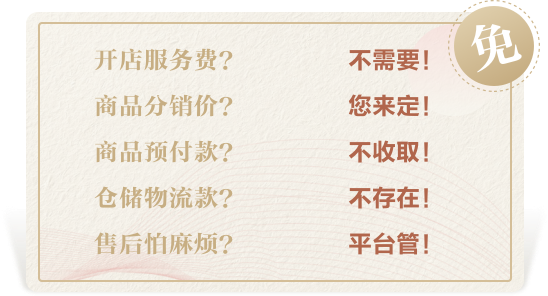 免
开店服务费? 不需要!
商品分销价? 您来定!
商品预付款? 不收取!
仓储物流款? 不存在!
售后怕麻烦? 平台管!